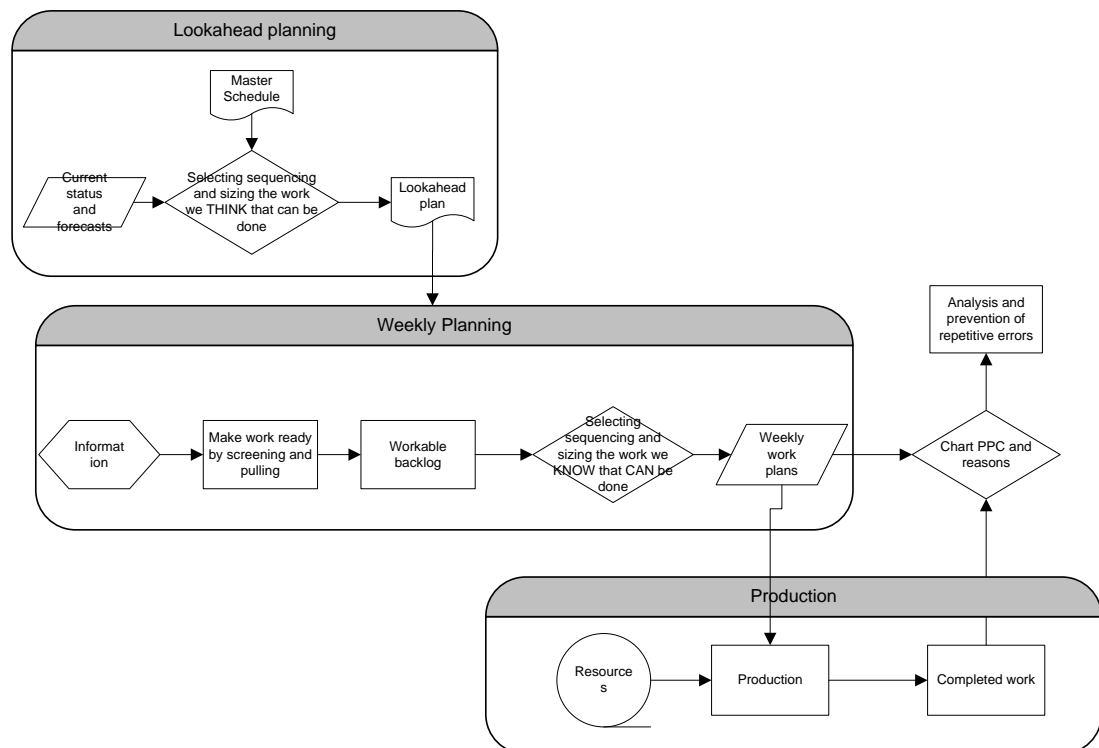 Lookahead planning
Master
Schedule
Current
status
and
forecasts
Selecting sequencing
and sizing the work
we THINK that can be
done
Lookahead
plan
Weekly Planning
Analysis and
prevention of
repetitive errors
Informat
ion
Make work ready
by screening and
pulling
Workable
backlog
Selecting
sequencing and
sizing the work we
KNOW that CAN be
done
Weekly
work
plans
Chart PPC and
reasons
Production
Resource
s
Production
Completed work